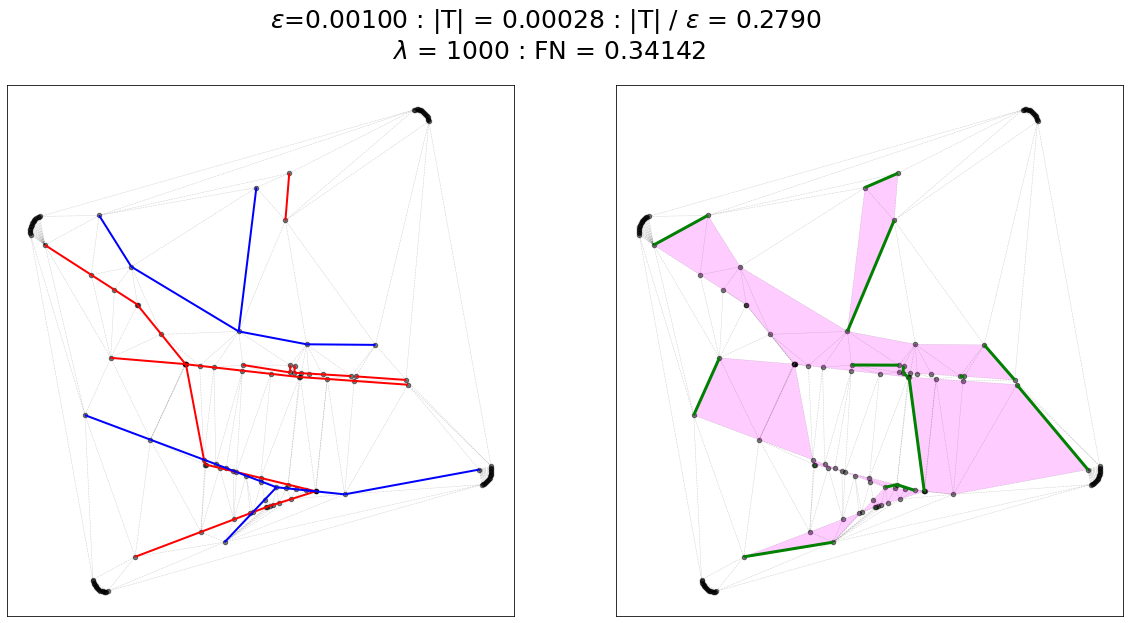 ε=0.00100 : |T| = 0.00028 : |T| / ε = 0.2790
λ = 1000 : FN = 0.34142